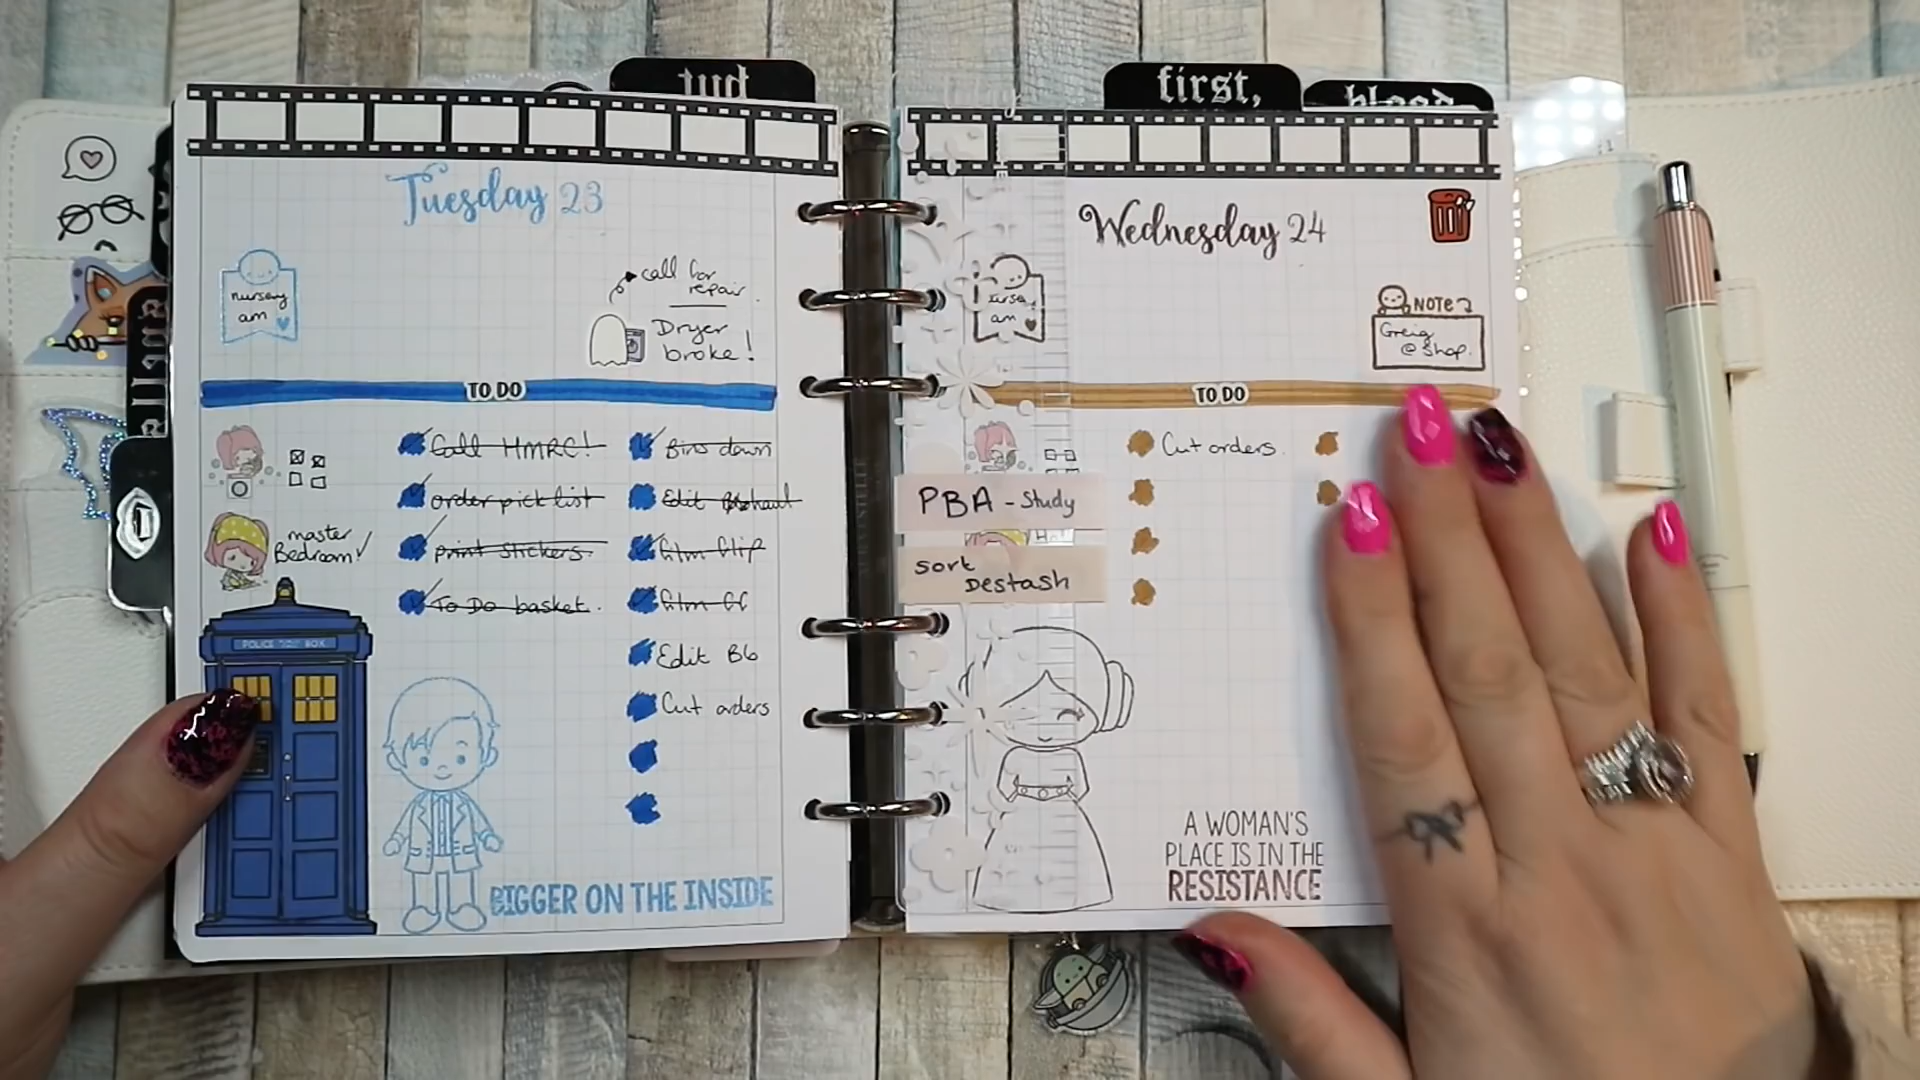 first,
blood
Tuesday 23
nursery
am
call for
repair.
Dryer
broke!
TO DO
Call HMRC!
order pick list
print stickers.
To Do basket.
master
Bedroom
Bins down
Edit
film flip
film
Edit B6
Cut orders
POLICE BOX
BIGGER ON THE INSIDE
Wednesday 24
am
NOTE
Greig
@ shop.
TO DO
Cut orders.
PBA - Study
sort
Destash
A WOMAN'S
PLACE IS IN THE
RESISTANCE